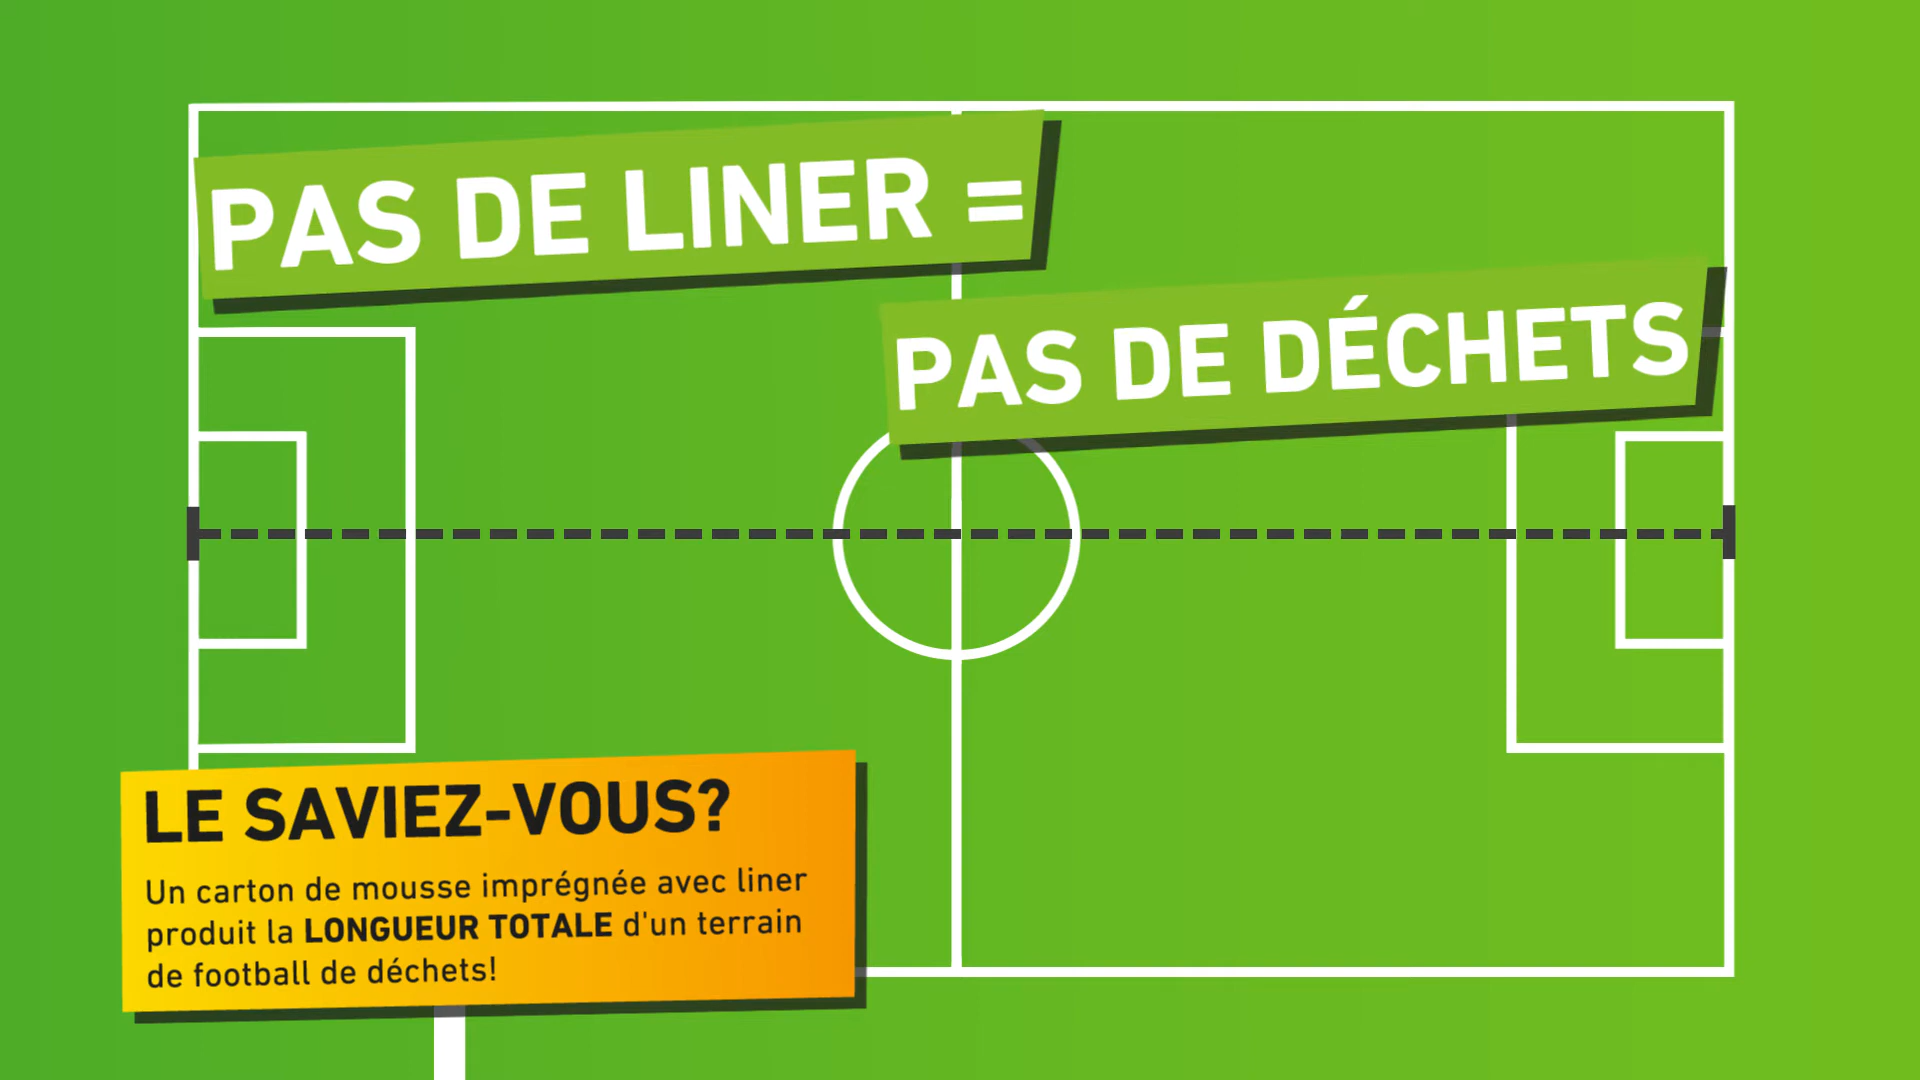 PAS DE LINER =
PAS DE DÉCHETS
LE SAVIEZ-VOUS?
Un carton de mousse imprégnée avec liner
produit la LONGUEUR TOTALE d'un terrain
de football de déchets!